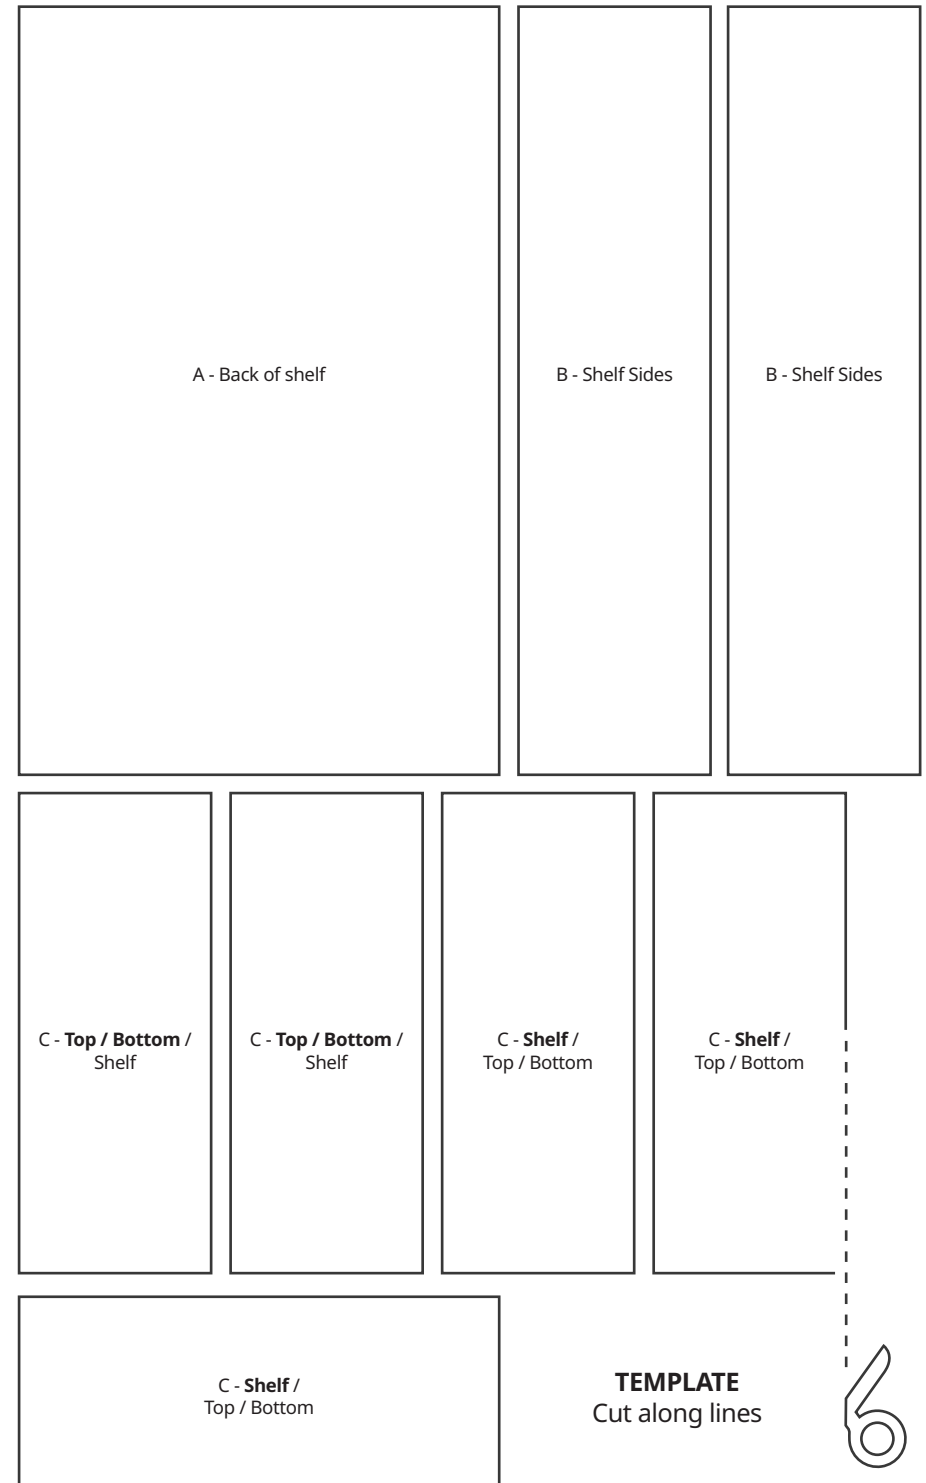 A - Back of shelf
B - Shelf Sides
B - Shelf Sides
C - Top / Bottom /
Shelf
C - Top / Bottom /
Shelf
C - Shelf /
Top / Bottom
C - Shelf /
Top / Bottom
C - Shelf /
Top / Bottom
TEMPLATE
Cut along lines